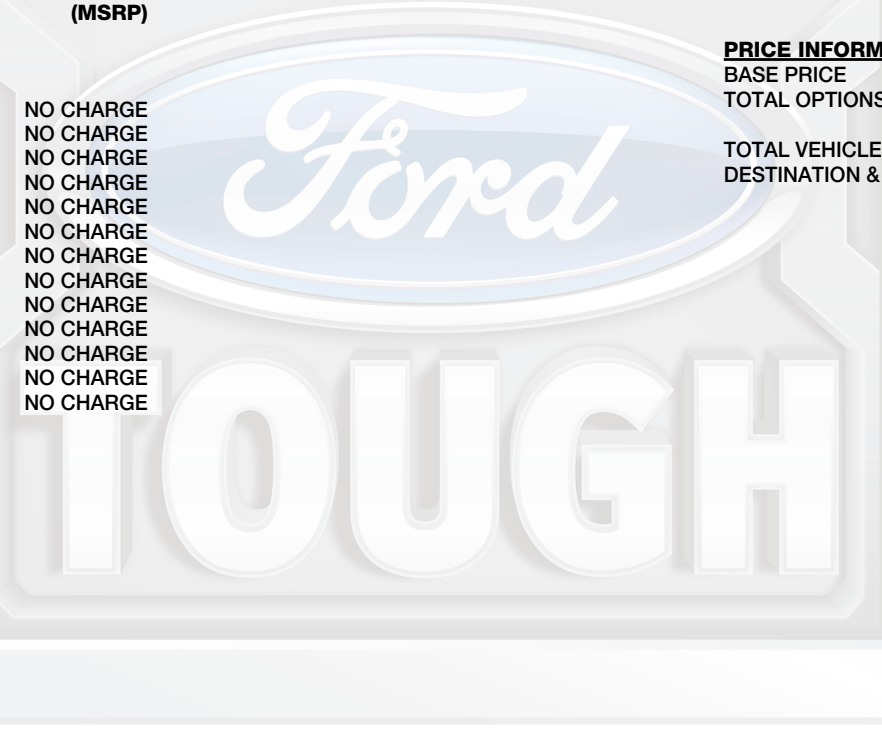 (MSRP)
NO CHARGE
NO CHARGE
NO CHARGE
NO CHARGE
NO CHARGE
NO CHARGE
NO CHARGE
NO CHARGE
NO CHARGE
NO CHARGE
NO CHARGE
NO CHARGE
NO CHARGE
PRICE INFORM
BASE PRICE
TOTAL OPTIONS
TOTAL VEHICLE
DESTINATION &
Ford
TOUGH